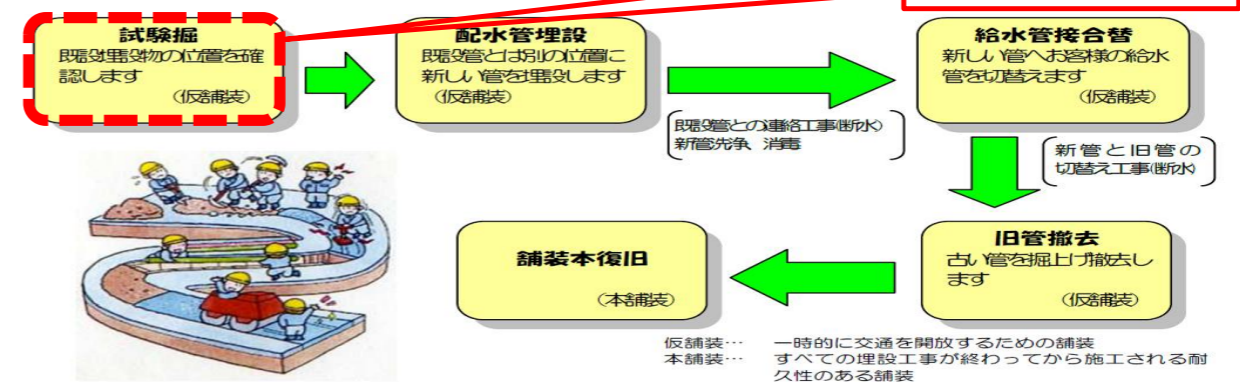 試験掘
既設埋設物の位置を確
認します
(仮舗装)
配水管埋設
既設管とは別の位置に
新しい管を埋設します
(仮舗装)
既設管との連絡工事(断水)
新管洗浄、消毒
給水管接合替
新しい管へお客様の給水
管を切替えます
(仮舗装)
新管と旧管の
切替え工事(断水)
旧管撤去
古い管を掘上げ撤去し
ます
(仮舗装)
舗装本復旧
(本舗装)
仮舗装… 一時的に交通を開放するための舗装
本舗装… すべての埋設工事が終わってから施工される耐
久性のある舗装